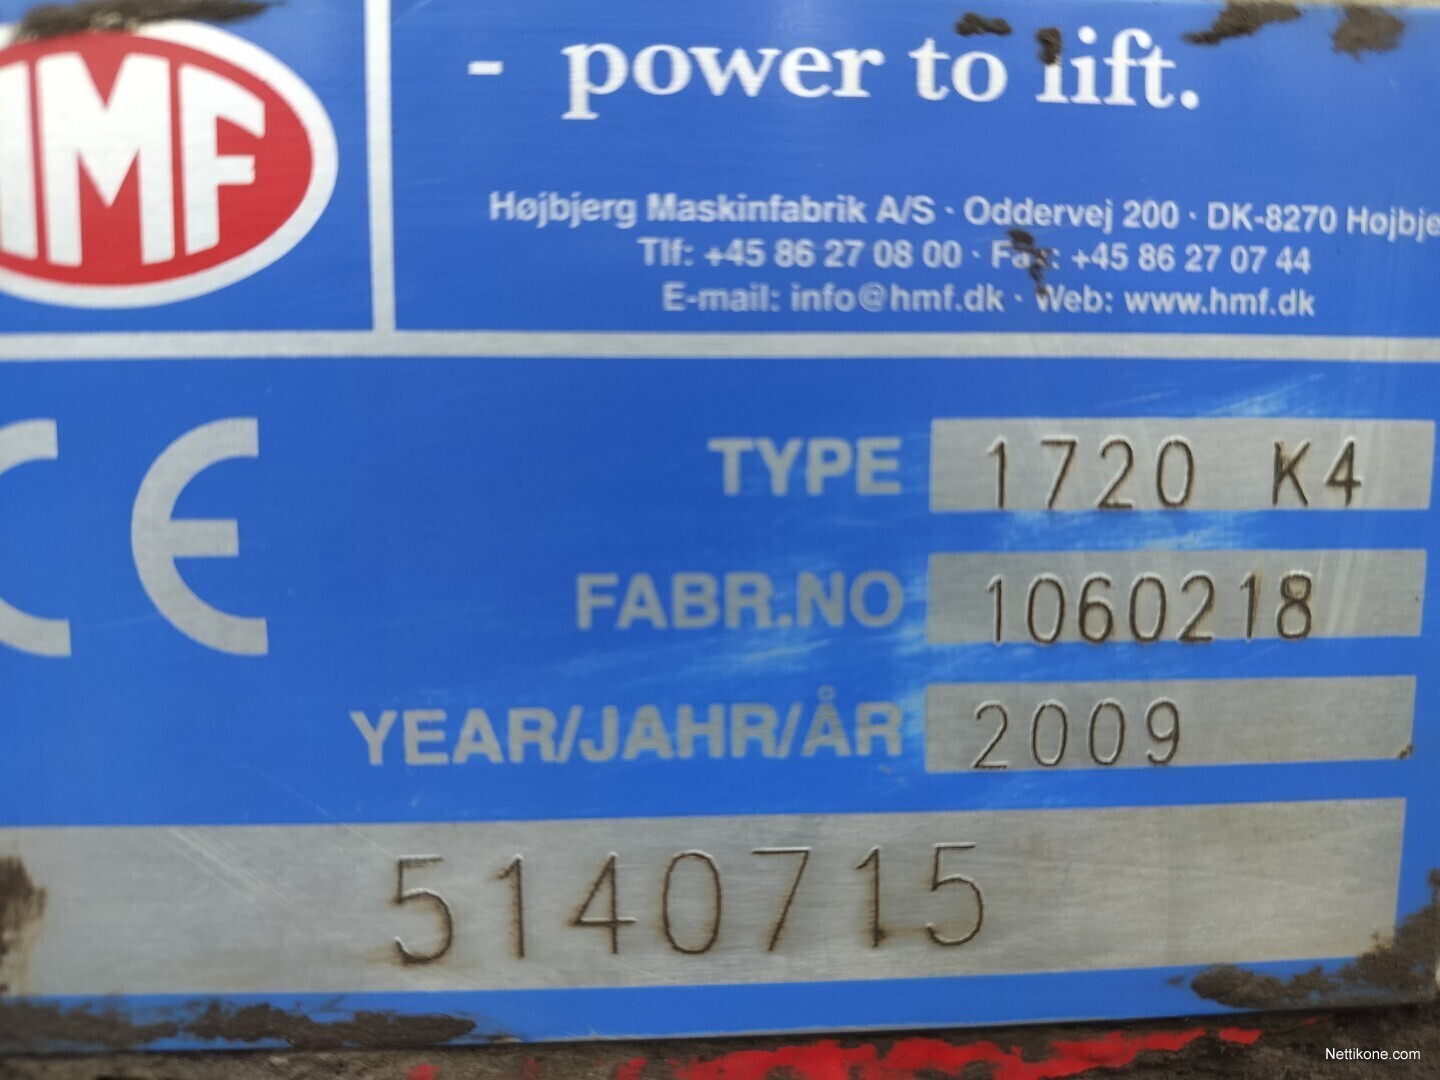 HMF
- power to lift.
Højbjerg Maskinfabrik A/S · Oddervej 200 · DK-8270 Højbje
Tlf: +45 86 27 08 00 · Fax: +45 86 27 07 44
E-mail: info@hmf.dk · Web: www.hmf.dk
CE
TYPE 1720 K4
FABR.NO 1060218
YEAR/JAHR/ÅR 2009
5140715
Nettikone.com